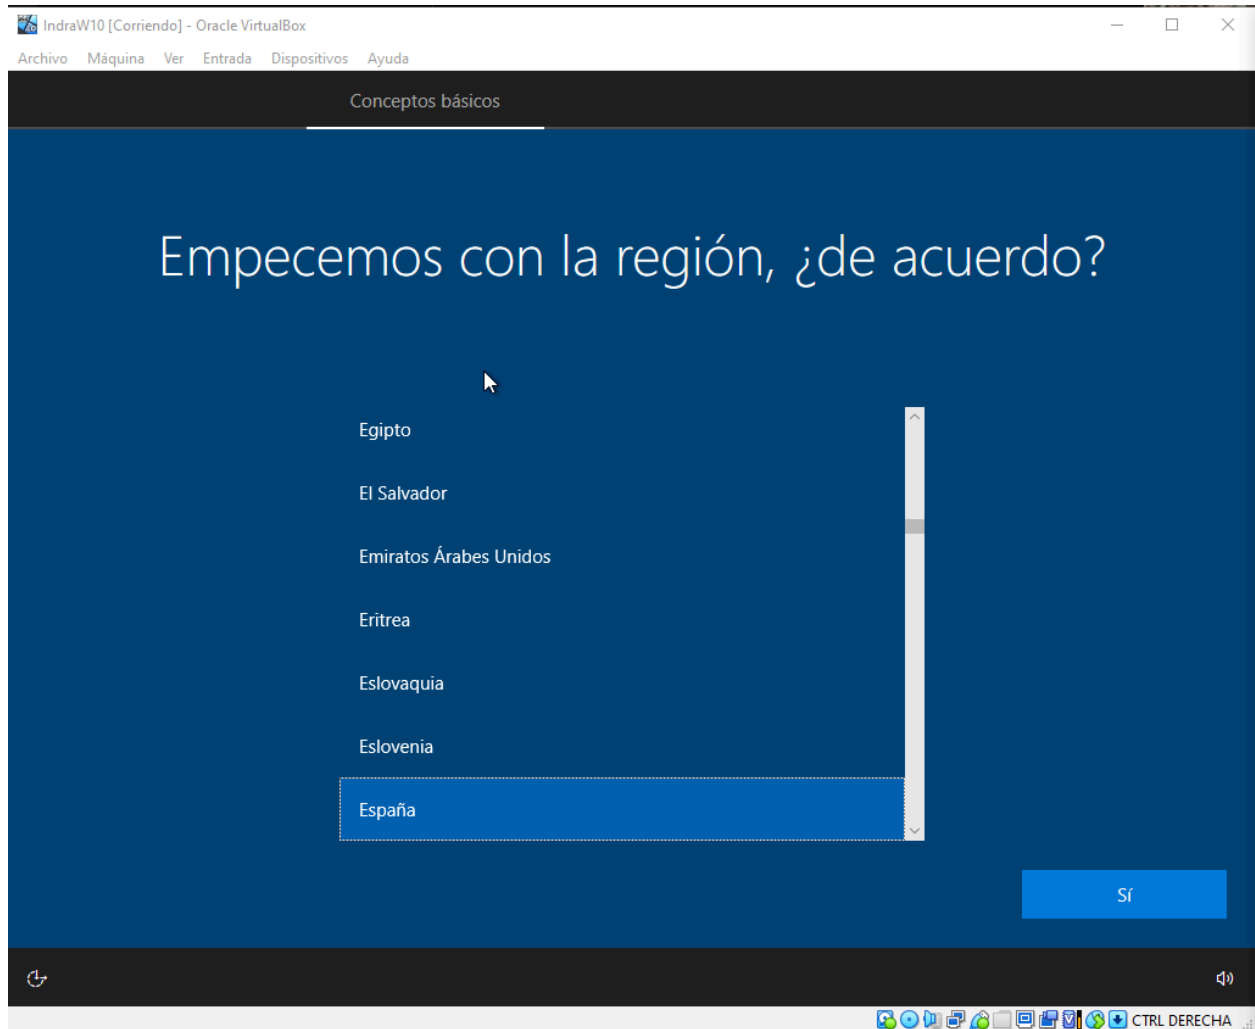 IndraW10 [Corriendo] - Oracle VirtualBox
Archivo Máquina Ver Entrada Dispositivos Ayuda
Conceptos básicos
Empecemos con la región, ¿de acuerdo?
Egipto
El Salvador
Emiratos Árabes Unidos
Eritrea
Eslovaquia
Eslovenia
España
Sí
CTRL DERECHA